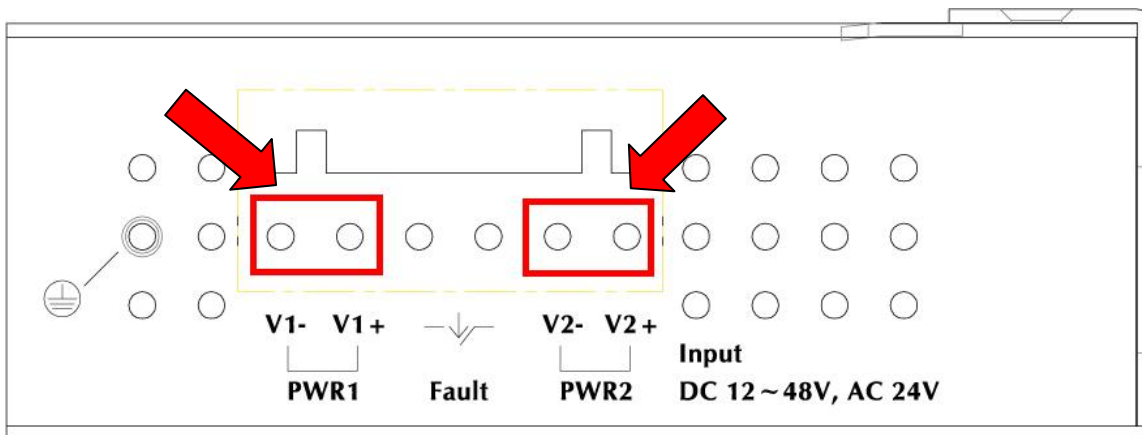 V1- V1+ V2- V2+
PWR1 Fault PWR2
Input
DC 12~48V, AC 24V